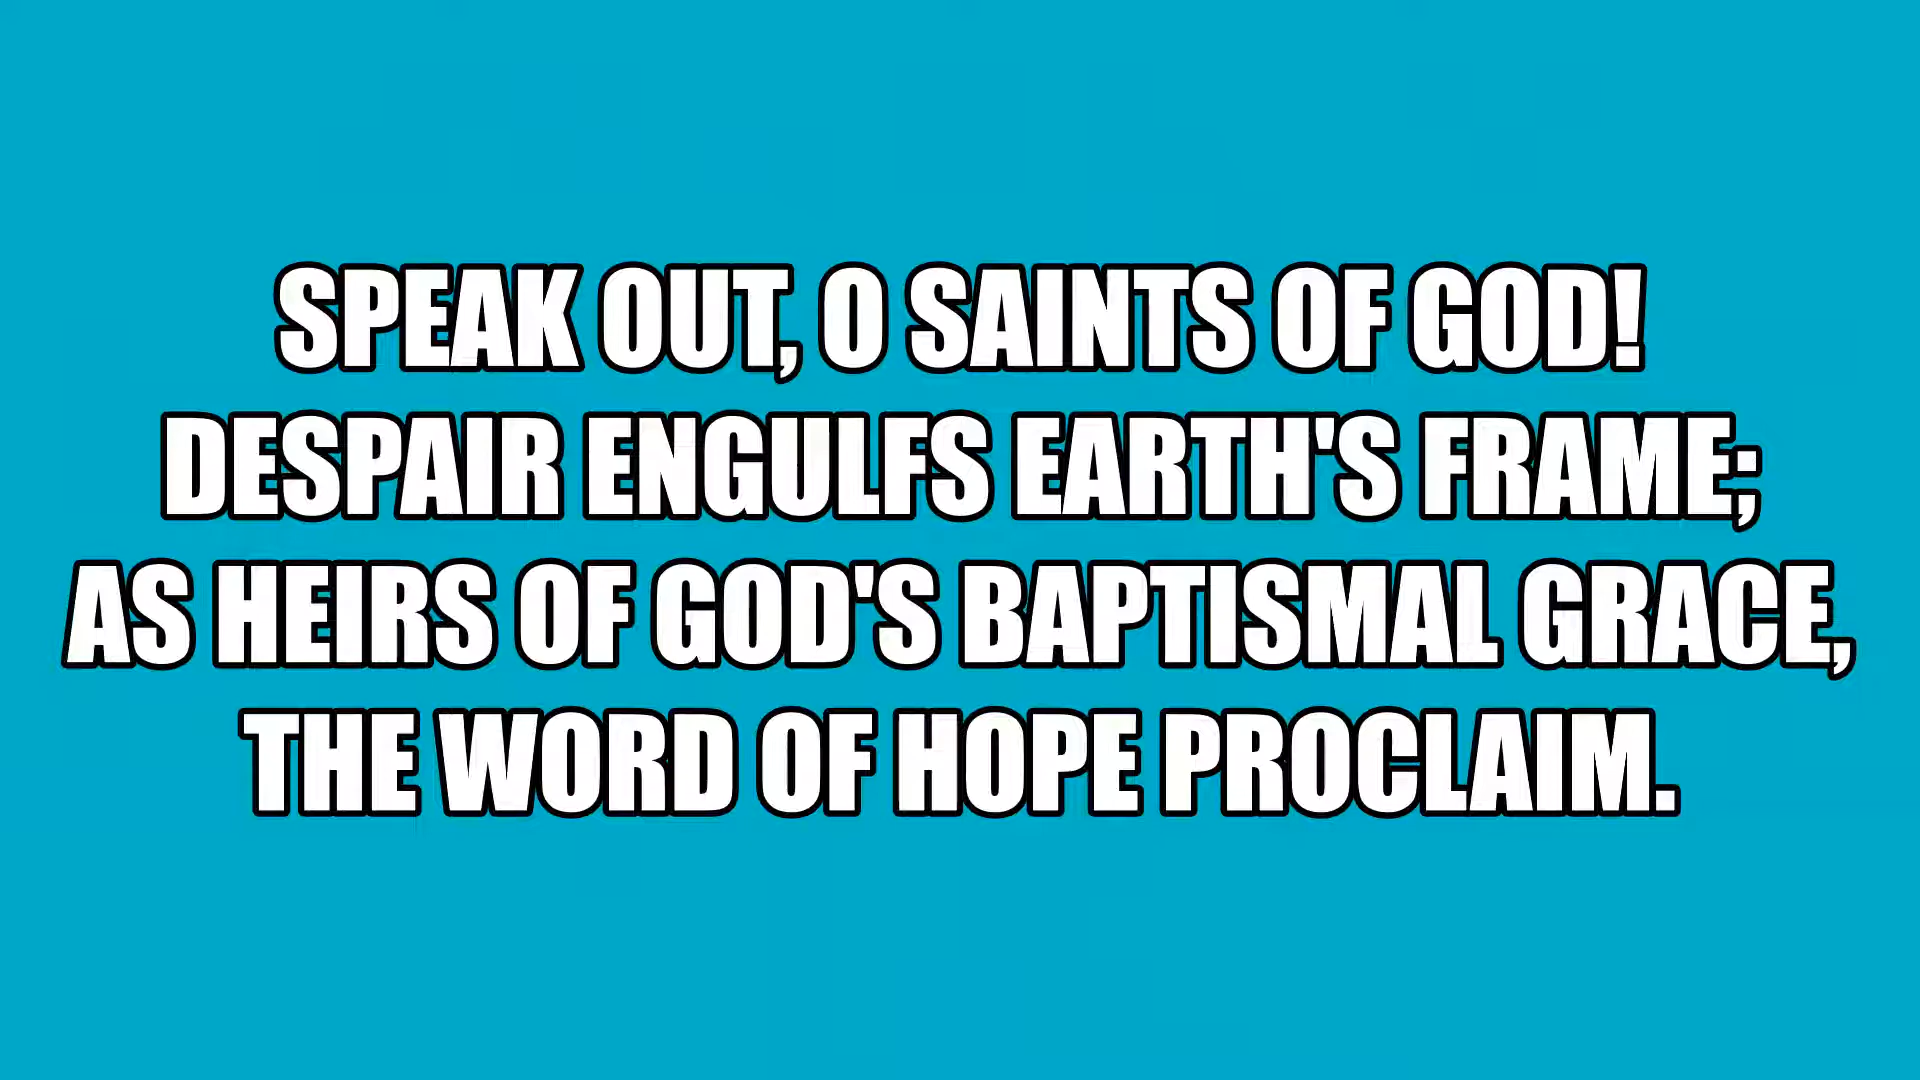 SPEAK OUT, O SAINTS OF GOD!
DESPAIR ENGULFS EARTH'S FRAME;
AS HEIRS OF GOD'S BAPTISMAL GRACE,
THE WORD OF HOPE PROCLAIM.